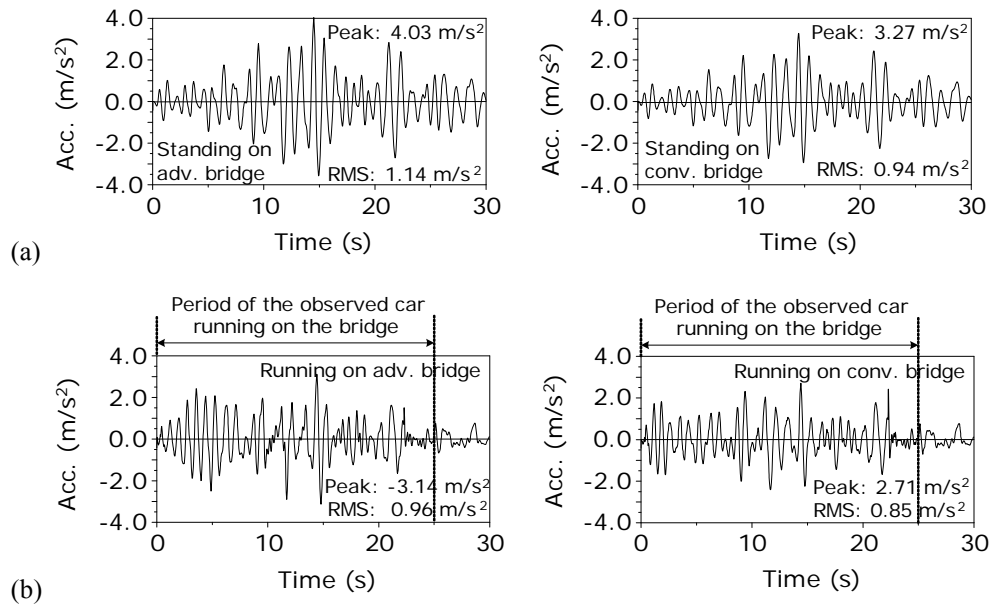 4.0
Peak: 4.03 m/s²
2.0
0.0
-2.0
-4.0
Acc. (m/s²)
Standing on
adv. bridge
RMS: 1.14 m/s²
0 10 20 30
Time (s)
4.0
Peak: 3.27 m/s²
2.0
0.0
-2.0
-4.0
Acc. (m/s²)
Standing on
conv. bridge
RMS: 0.94 m/s²
0 10 20 30
Time (s)
(a)
Period of the observed car
running on the bridge
4.0
Running on adv. bridge
2.0
0.0
-2.0
-4.0
Acc. (m/s²)
Peak: -3.14 m/s²
RMS: 0.96 m/s²
0 10 20 30
Time (s)
Period of the observed car
running on the bridge
4.0
Running on conv. bridge
2.0
0.0
-2.0
-4.0
Acc. (m/s²)
Peak: 2.71 m/s²
RMS: 0.85 m/s²
0 10 20 30
Time (s)
(b)